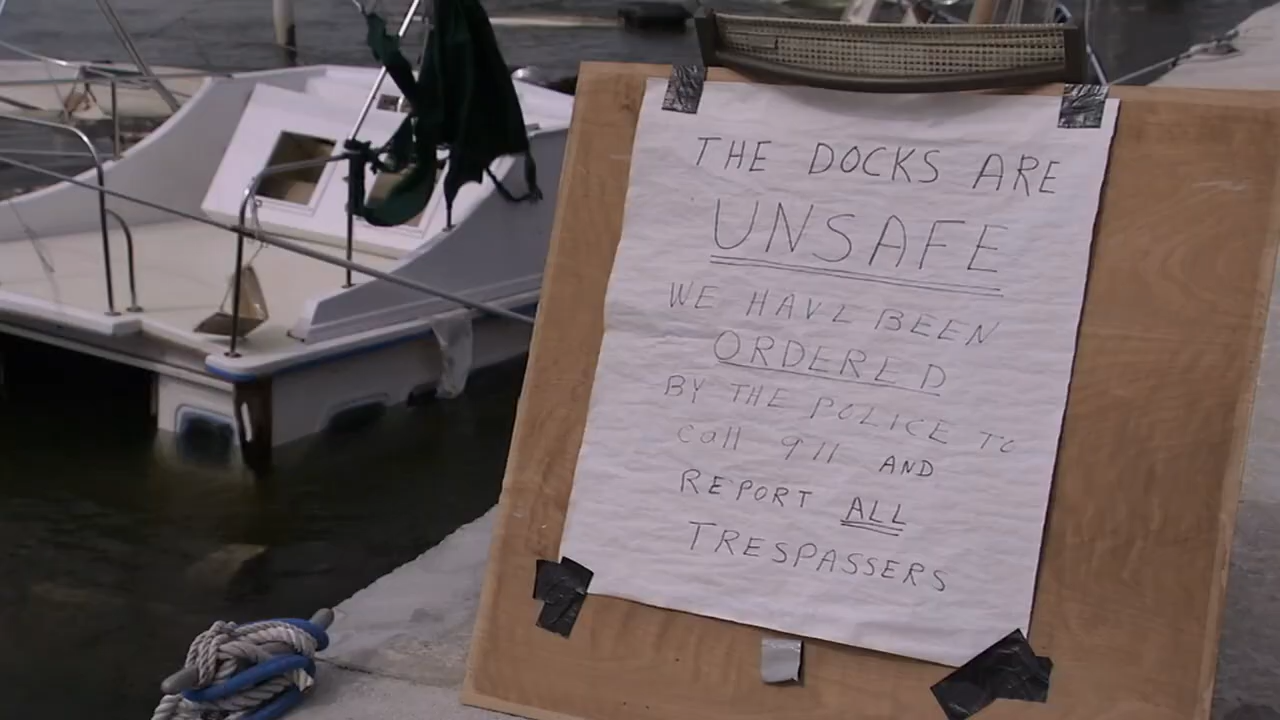 THE DOCKS ARE
UNSAFE
WE HAVE BEEN
ORDERED
BY THE POLICE TO
call 911 AND
REPORT ALL
TRESPASSERS